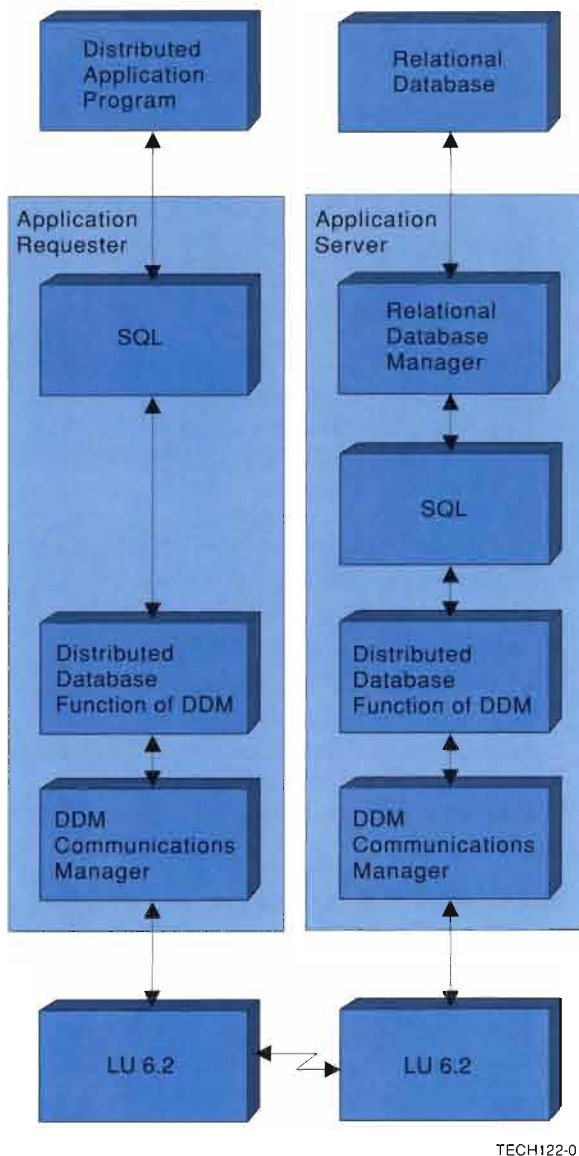 Distributed
Application
Program
Relational
Database
Application
Requester
SQL
Distributed
Database
Function of DDM
DDM
Communications
Manager
Application
Server
Relational
Database
Manager
SQL
Distributed
Database
Function of DDM
DDM
Communications
Manager
LU 6.2
LU 6.2
TECH122-0